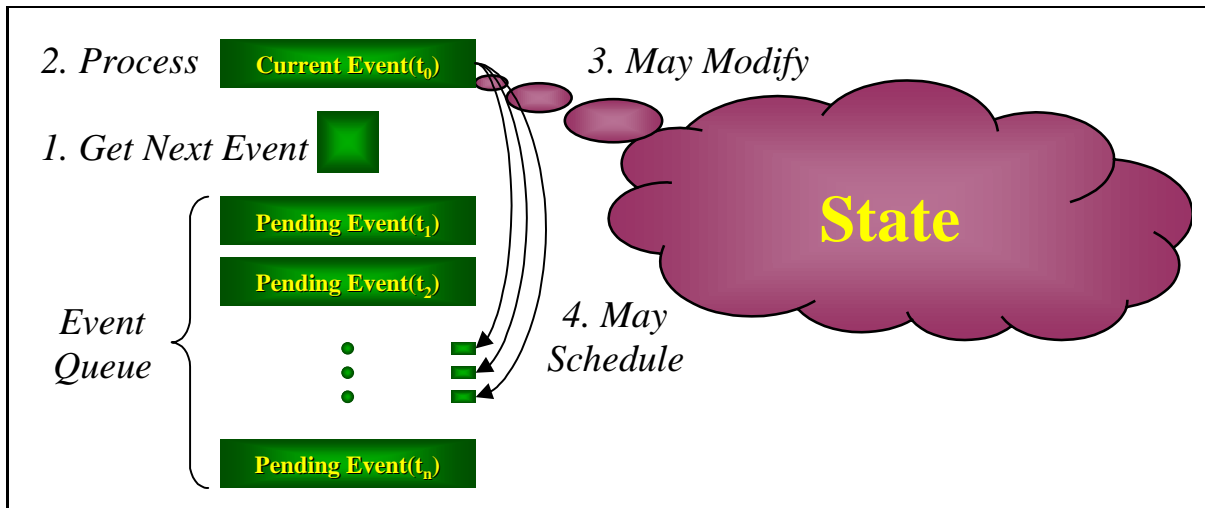 2. Process
Current Event(t₀)
3. May Modify
1. Get Next Event
State
Pending Event(t₁)
Pending Event(t₂)
Event
Queue
4. May
Schedule
Pending Event(tₙ)